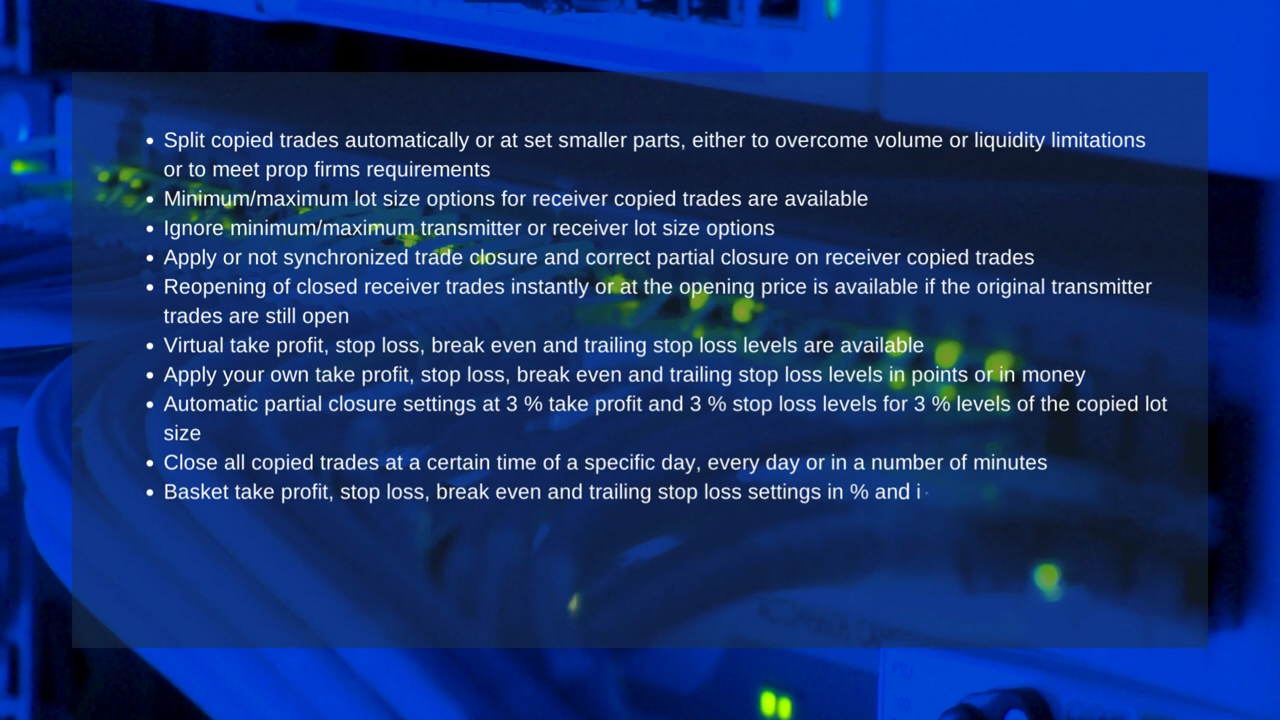 • Split copied trades automatically or at set smaller parts, either to overcome volume or liquidity limitations
or to meet prop firms requirements
• Minimum/maximum lot size options for receiver copied trades are available
• Ignore minimum/maximum transmitter or receiver lot size options
• Apply or not synchronized trade closure and correct partial closure on receiver copied trades
• Reopening of closed receiver trades instantly or at the opening price is available if the original transmitter
trades are still open
• Virtual take profit, stop loss, break even and trailing stop loss levels are available
• Apply your own take profit, stop loss, break even and trailing stop loss levels in points or in money
• Automatic partial closure settings at 3 % take profit and 3 % stop loss levels for 3 % levels of the copied lot
size
• Close all copied trades at a certain time of a specific day, every day or in a number of minutes
• Basket take profit, stop loss, break even and trailing stop loss settings in % and i